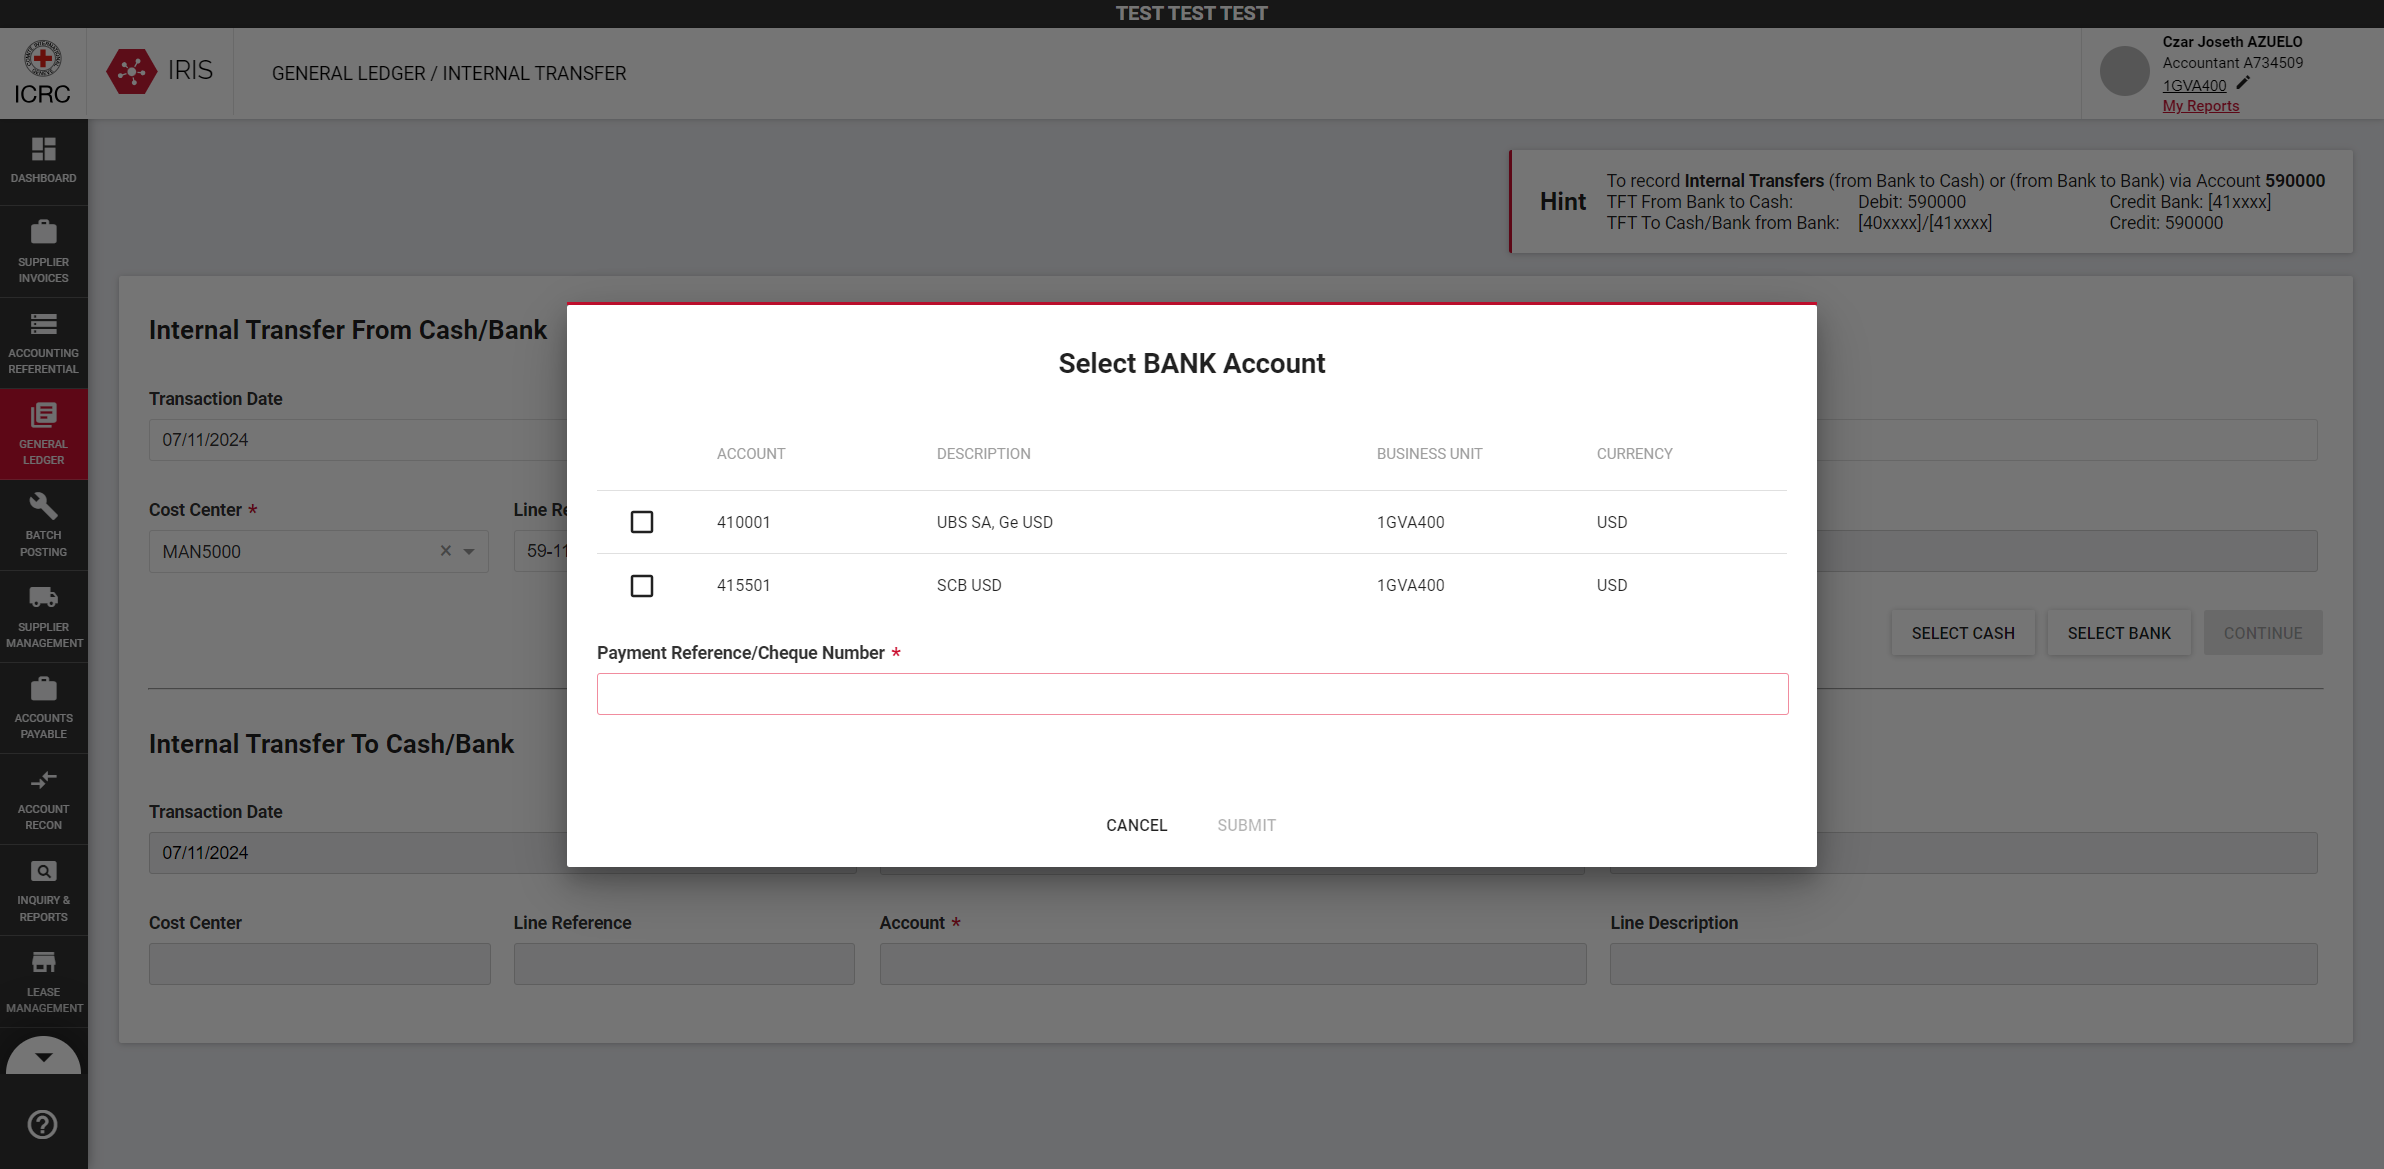 TEST TEST TEST
ICRC
IRIS
GENERAL LEDGER / INTERNAL TRANSFER
Czar Joseth AZUELO
Accountant A734509
1GVA400
My Reports
DASHBOARD
SUPPLIER
INVOICES
ACCOUNTING
REFERENTIAL
GENERAL
LEDGER
BATCH
POSTING
SUPPLIER
MANAGEMENT
ACCOUNTS
PAYABLE
ACCOUNT
RECON
INQUIRY &
REPORTS
LEASE
MANAGEMENT
Hint
To record Internal Transfers (from Bank to Cash) or (from Bank to Bank) via Account 590000
TFT From Bank to Cash: Debit: 590000 Credit Bank: [41xxxx]
TFT To Cash/Bank from Bank: [40xxxx]/[41xxxx] Credit: 590000
Internal Transfer From Cash/Bank
Transaction Date
07/11/2024
Cost Center *
Line Re
MAN5000
59-11
SELECT CASH
SELECT BANK
CONTINUE
Select BANK Account
ACCOUNT DESCRIPTION BUSINESS UNIT CURRENCY
410001 UBS SA, Ge USD 1GVA400 USD
415501 SCB USD 1GVA400 USD
Payment Reference/Cheque Number *
CANCEL
SUBMIT
Internal Transfer To Cash/Bank
Transaction Date
07/11/2024
Cost Center
Line Reference
Account *
Line Description